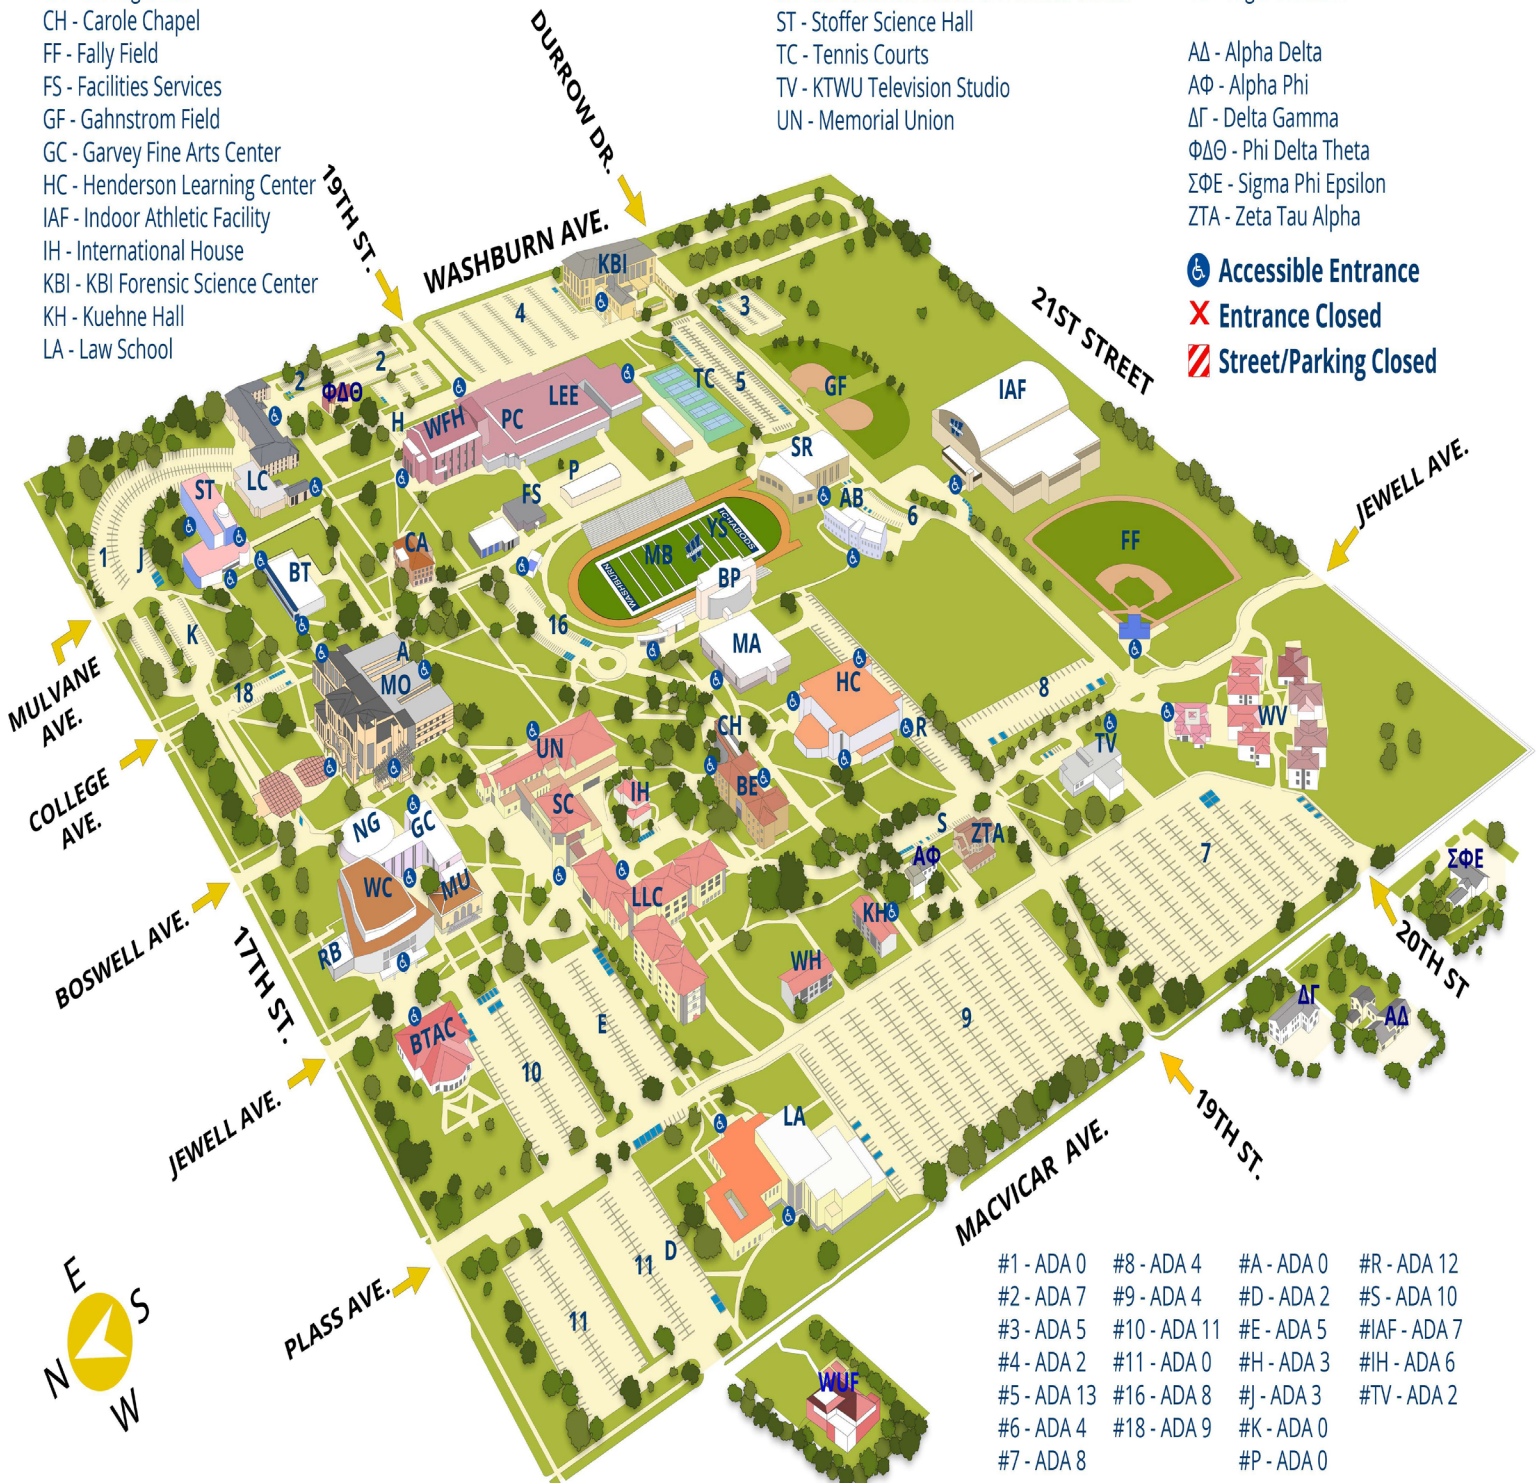 CH - Carole Chapel
FF - Fally Field
FS - Facilities Services
GF - Gahnstrom Field
GC - Garvey Fine Arts Center
HC - Henderson Learning Center
IAF - Indoor Athletic Facility
IH - International House
KBI - KBI Forensic Science Center
KH - Kuehne Hall
LA - Law School
ST - Stoffer Science Hall
TC - Tennis Courts
TV - KTWU Television Studio
UN - Memorial Union
ΑΔ - Alpha Delta
ΑΦ - Alpha Phi
ΔΓ - Delta Gamma
ΦΔΘ - Phi Delta Theta
ΣΦΕ - Sigma Phi Epsilon
ZTA - Zeta Tau Alpha
Accessible Entrance
X Entrance Closed
Street/Parking Closed
DURROW DR.
19TH ST.
WASHBURN AVE.
21ST STREET
JEWELL AVE.
KBI
4
3
2
2
ΦΔΘ
H
WFH
PC
LEE
TC
5
GF
IAF
SR
P
FS
AB
6
ST
LC
1
J
BT
CA
MB
YS
ICHABODS
WASHBURN
BP
FF
K
16
MA
A
MO
18
HC
8
R
WV
TV
MULVANE
AVE.
COLLEGE
AVE.
UN
CH
IH
BE
SC
S
ZTA
ΑΦ
7
ΣΦΕ
NG
GC
WC
MU
LLC
KH
RB
WH
BOSWELL AVE.
17TH ST.
20TH ST
ΔΓ
ΑΔ
9
E
BTAC
10
JEWELL AVE.
LA
19TH ST.
MACVICAR AVE.
D
11
11
PLASS AVE.
WUF
E
S
N
W
#1 - ADA 0
#2 - ADA 7
#3 - ADA 5
#4 - ADA 2
#5 - ADA 13
#6 - ADA 4
#7 - ADA 8
#8 - ADA 4
#9 - ADA 4
#10 - ADA 11
#11 - ADA 0
#16 - ADA 8
#18 - ADA 9
#A - ADA 0
#D - ADA 2
#E - ADA 5
#H - ADA 3
#J - ADA 3
#K - ADA 0
#P - ADA 0
#R - ADA 12
#S - ADA 10
#IAF - ADA 7
#IH - ADA 6
#TV - ADA 2